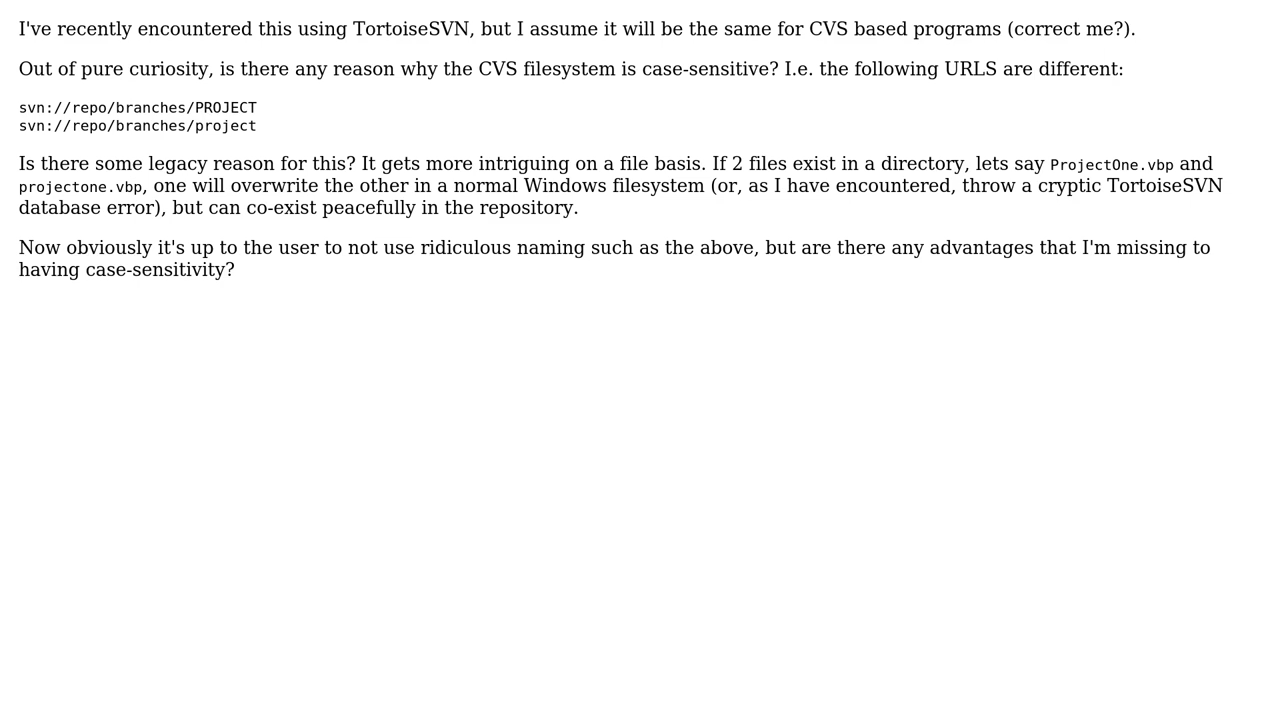 I've recently encountered this using TortoiseSVN, but I assume it will be the same for CVS based programs (correct me?).
Out of pure curiosity, is there any reason why the CVS filesystem is case-sensitive? I.e. the following URLS are different:
svn://repo/branches/PROJECT
svn://repo/branches/project
Is there some legacy reason for this? It gets more intriguing on a file basis. If 2 files exist in a directory, lets say ProjectOne.vbp and
projectone.vbp, one will overwrite the other in a normal Windows filesystem (or, as I have encountered, throw a cryptic TortoiseSVN
database error), but can co-exist peacefully in the repository.
Now obviously it's up to the user to not use ridiculous naming such as the above, but are there any advantages that I'm missing to
having case-sensitivity?